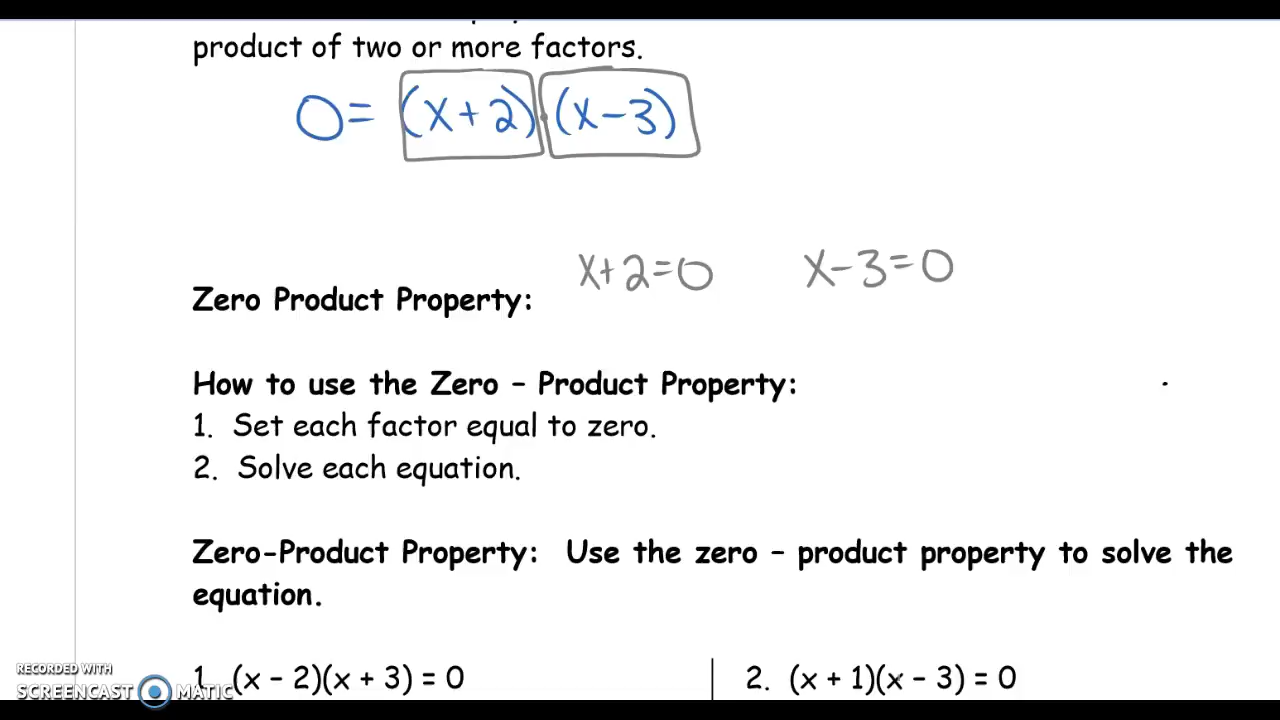 product of two or more factors.
0 = (x + 2) · (x − 3)
x + 2 = 0 x − 3 = 0
Zero Product Property:
How to use the Zero – Product Property:
1. Set each factor equal to zero.
2. Solve each equation.
Zero-Product Property: Use the zero – product property to solve the
equation.
1. (x − 2)(x + 3) = 0
2. (x + 1)(x − 3) = 0
RECORDED WITH
SCREENCAST MATIC